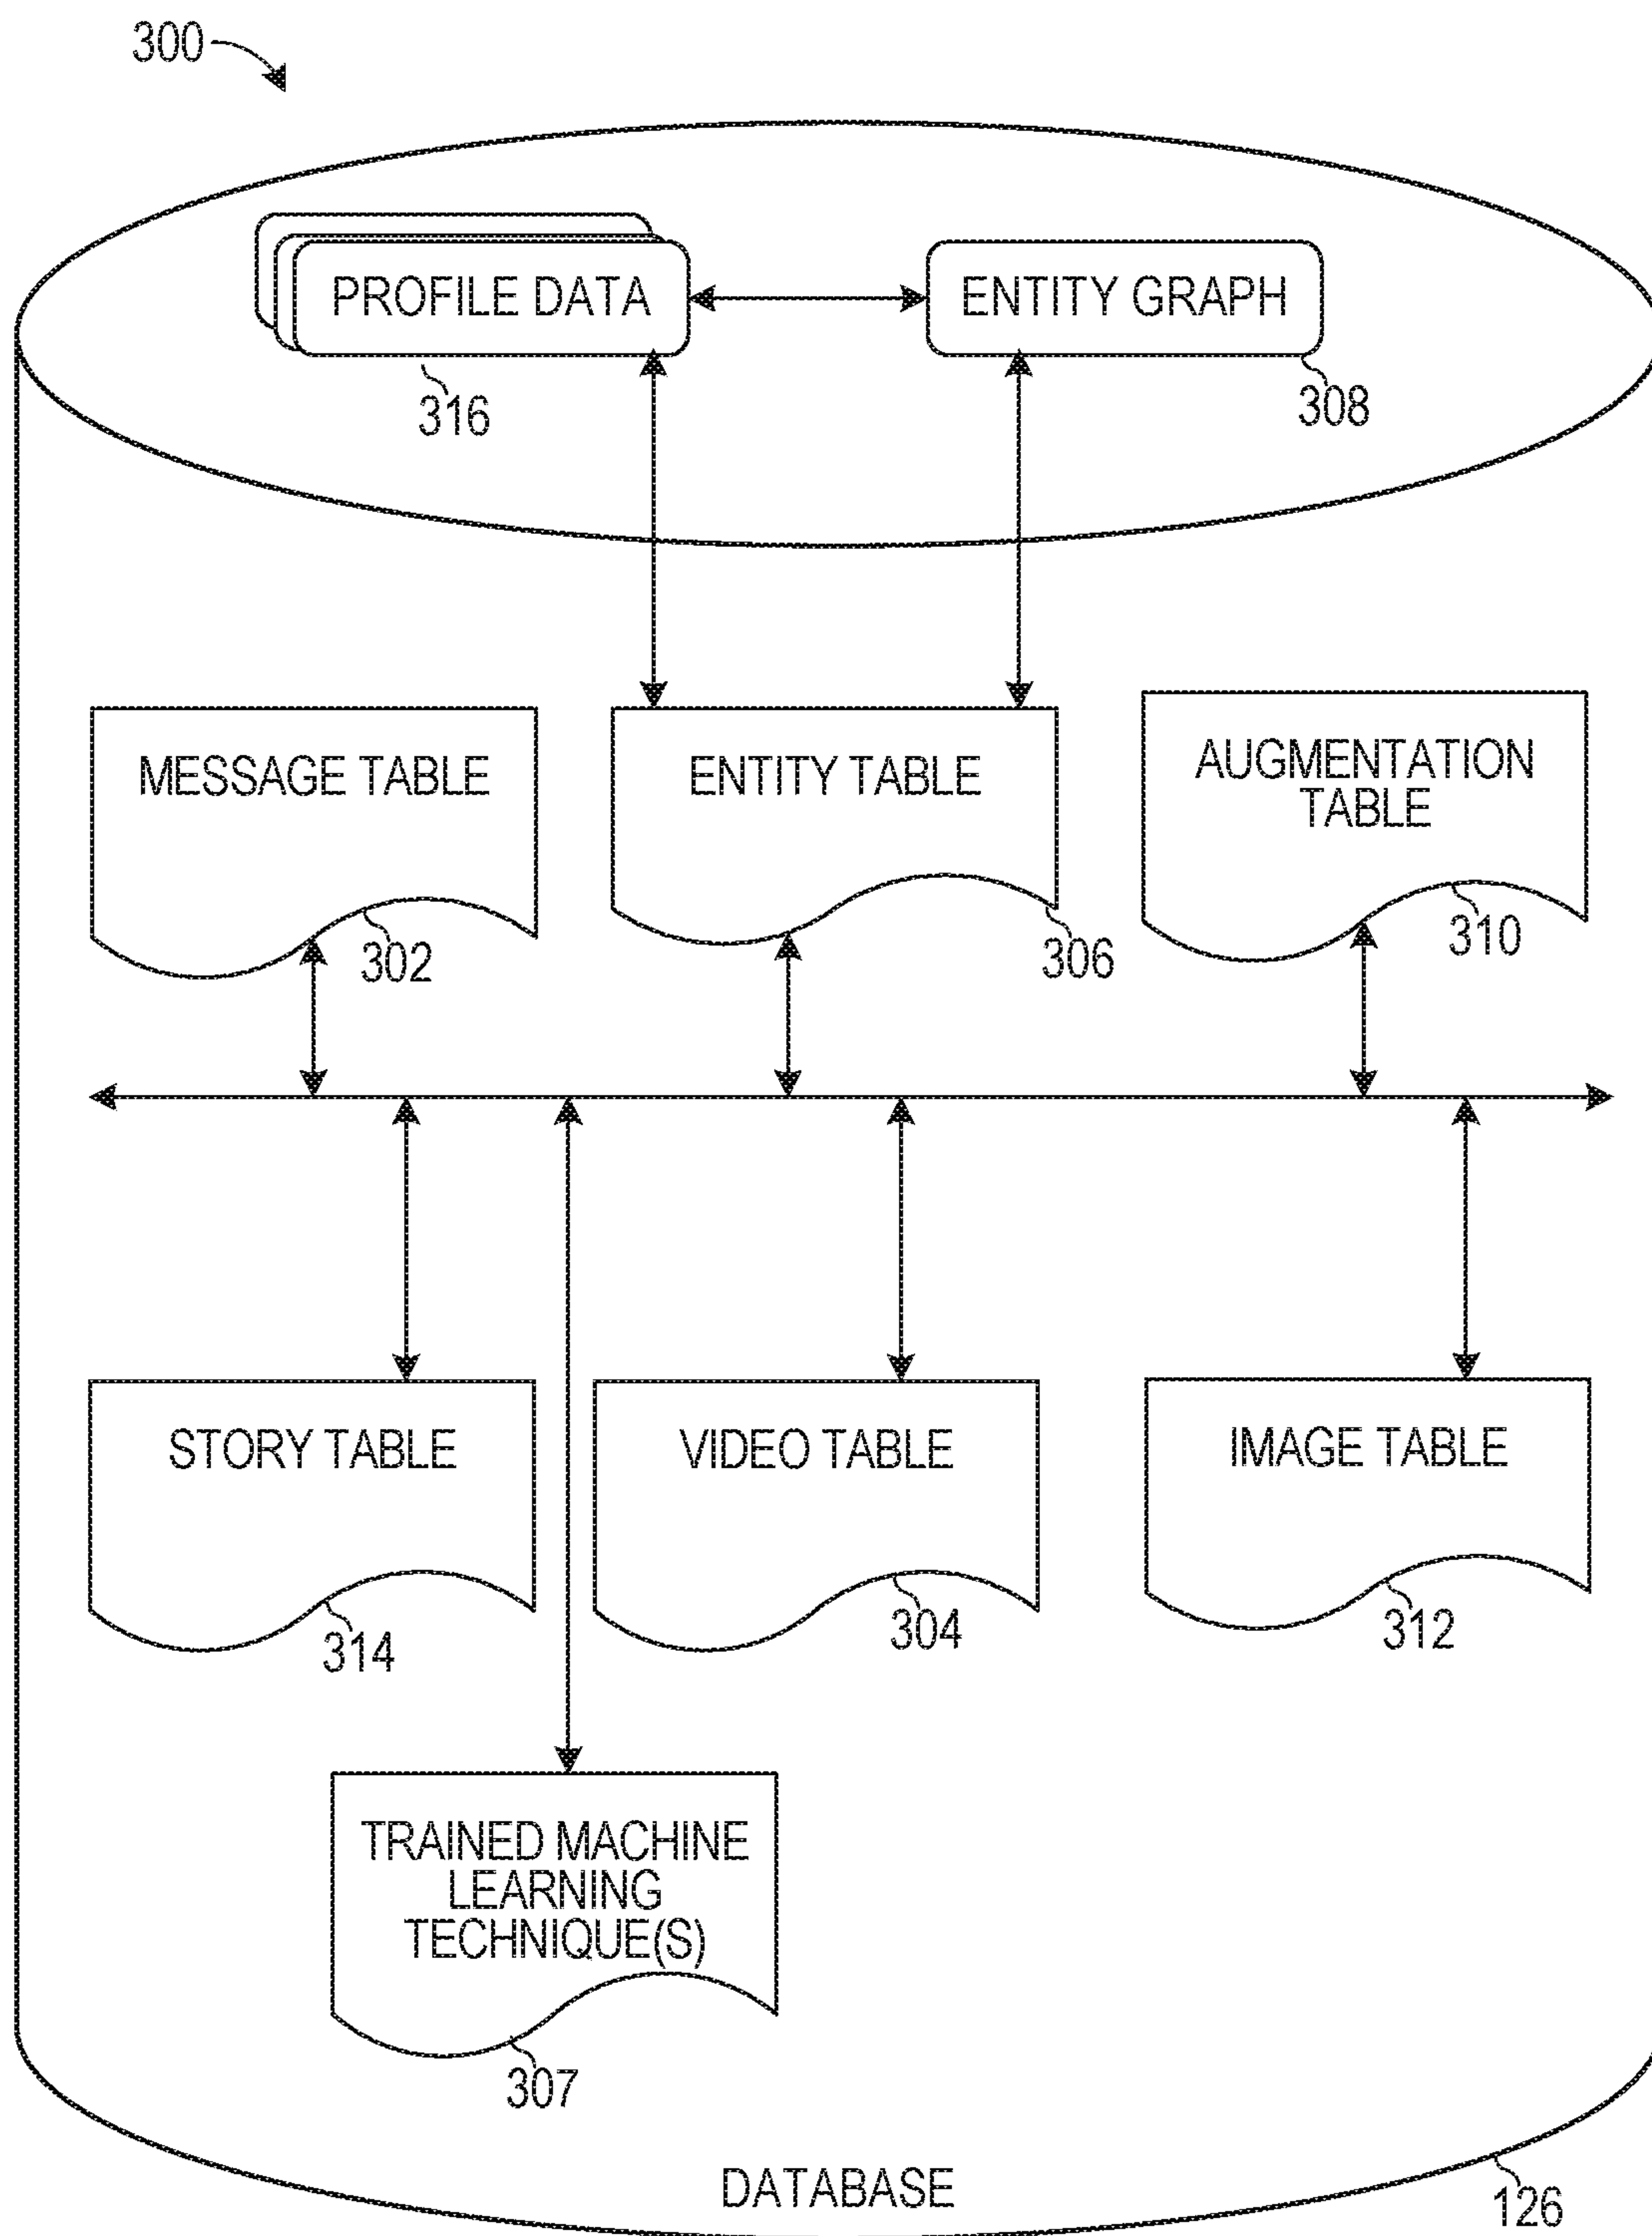 300
PROFILE DATA
ENTITY GRAPH
316
308
MESSAGE TABLE
ENTITY TABLE
AUGMENTATION
TABLE
302
306
310
STORY TABLE
VIDEO TABLE
IMAGE TABLE
314
304
312
TRAINED MACHINE
LEARNING
TECHNIQUE(S)
307
DATABASE
126